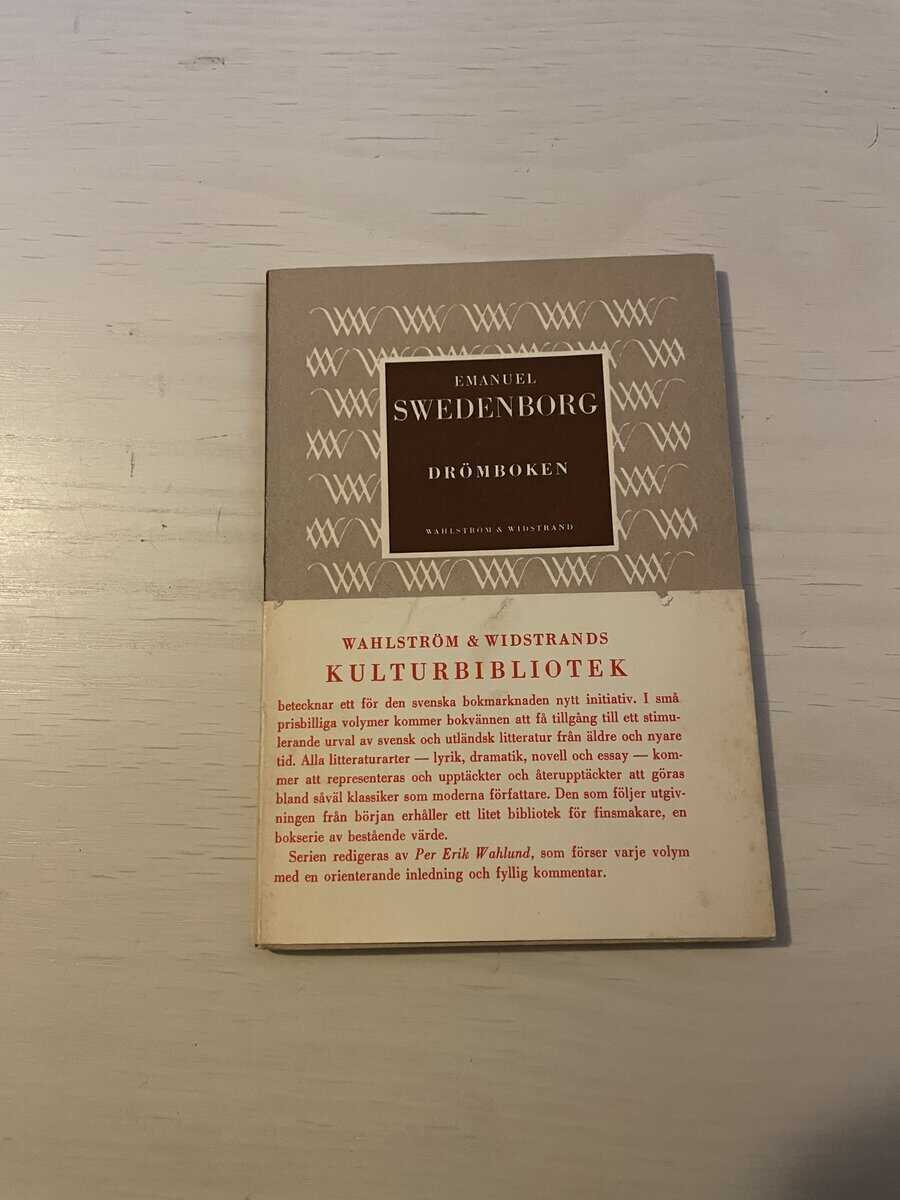 EMANUEL
SWEDENBORG
DRÖMBOKEN
WAHLSTRÖM & WIDSTRAND
WAHLSTRÖM & WIDSTRANDS
KULTURBIBLIOTEK
betecknar ett för den svenska bokmarknaden nytt initiativ. I små
prisbilliga volymer kommer bokvännen att få tillgång till ett stimu-
lerande urval av svensk och utländsk litteratur från äldre och nyare
tid. Alla litteraturarter — lyrik, dramatik, novell och essay — kom-
mer att representeras och upptäckter och återupptäckter att göras
bland såväl klassiker som moderna författare. Den som följer utgiv-
ningen från början erhåller ett litet bibliotek för finsmakare, en
bokserie av bestående värde.
Serien redigeras av Per Erik Wahlund, som förser varje volym
med en orienterande inledning och fyllig kommentar.